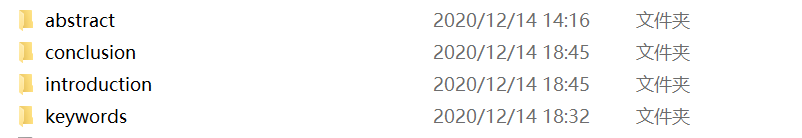 abstract 2020/12/14 14:16 文件夹
conclusion 2020/12/14 18:45 文件夹
introduction 2020/12/14 18:45 文件夹
keywords 2020/12/14 18:32 文件夹